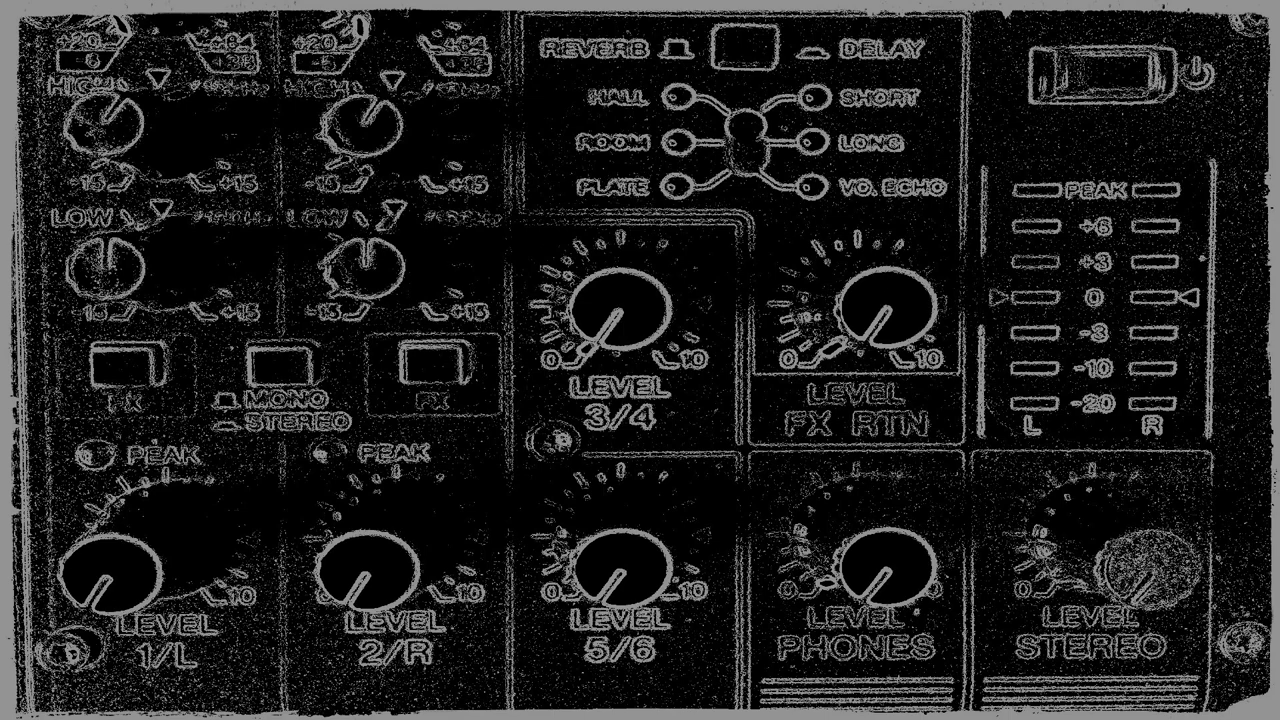 +20 +20
HIGH HIGH
-15 +15 -15 +15
LOW LOW
15 +15 -15 +15
FX
MONO
STEREO
FX
PEAK PEAK
10 10
LEVEL LEVEL
1/L 2/R
REVERB DELAY
HALL SHORT
ROOM LONG
PLATE VO. ECHO
0 10
LEVEL
3/4
0 10
LEVEL
FX RTN
0 10
LEVEL
5/6
0
LEVEL
PHONES
0
LEVEL
STEREO
PEAK
+6
+3
0
-3
-10
-20
L R